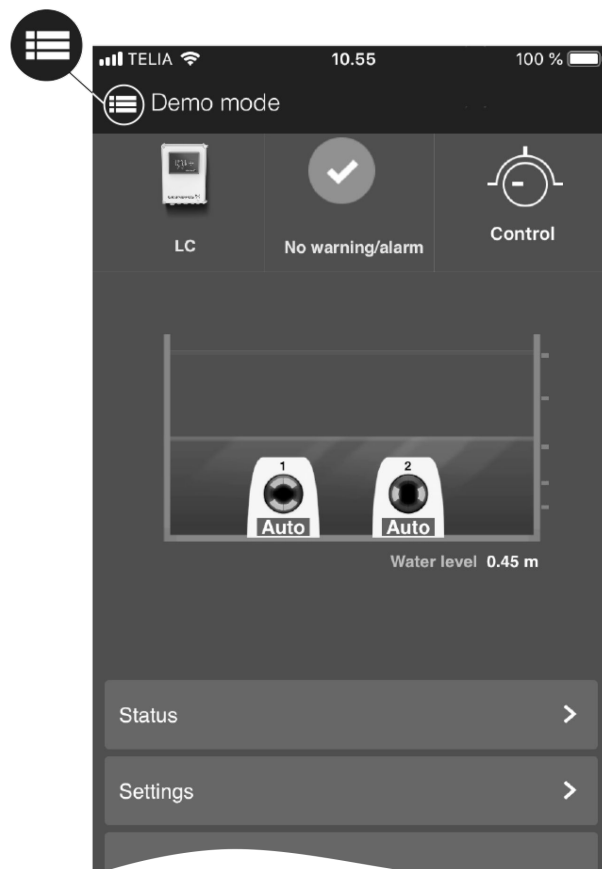 TELIA 10.55 100 %
Demo mode
LC
No warning/alarm
Control
1
2
Auto
Auto
Water level 0.45 m
Status
Settings